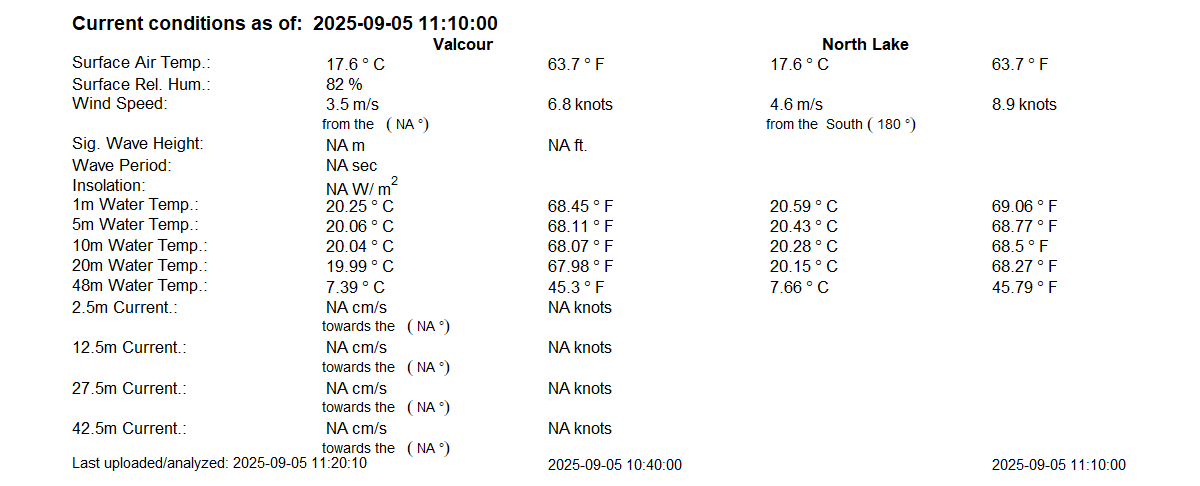 Current conditions as of: 2025-09-05 11:10:00
Valcour North Lake
Surface Air Temp.: 17.6 ° C 63.7 ° F 17.6 ° C 63.7 ° F
Surface Rel. Hum.: 82 %
Wind Speed: 3.5 m/s 6.8 knots 4.6 m/s 8.9 knots
from the ( NA °) from the South ( 180 °)
Sig. Wave Height: NA m NA ft.
Wave Period: NA sec
Insolation: NA W/ m²
1m Water Temp.: 20.25 ° C 68.45 ° F 20.59 ° C 69.06 ° F
5m Water Temp.: 20.06 ° C 68.11 ° F 20.43 ° C 68.77 ° F
10m Water Temp.: 20.04 ° C 68.07 ° F 20.28 ° C 68.5 ° F
20m Water Temp.: 19.99 ° C 67.98 ° F 20.15 ° C 68.27 ° F
48m Water Temp.: 7.39 ° C 45.3 ° F 7.66 ° C 45.79 ° F
2.5m Current.: NA cm/s NA knots
towards the ( NA °)
12.5m Current.: NA cm/s NA knots
towards the ( NA °)
27.5m Current.: NA cm/s NA knots
towards the ( NA °)
42.5m Current.: NA cm/s NA knots
towards the ( NA °)
Last uploaded/analyzed: 2025-09-05 11:20:10 2025-09-05 10:40:00 2025-09-05 11:10:00